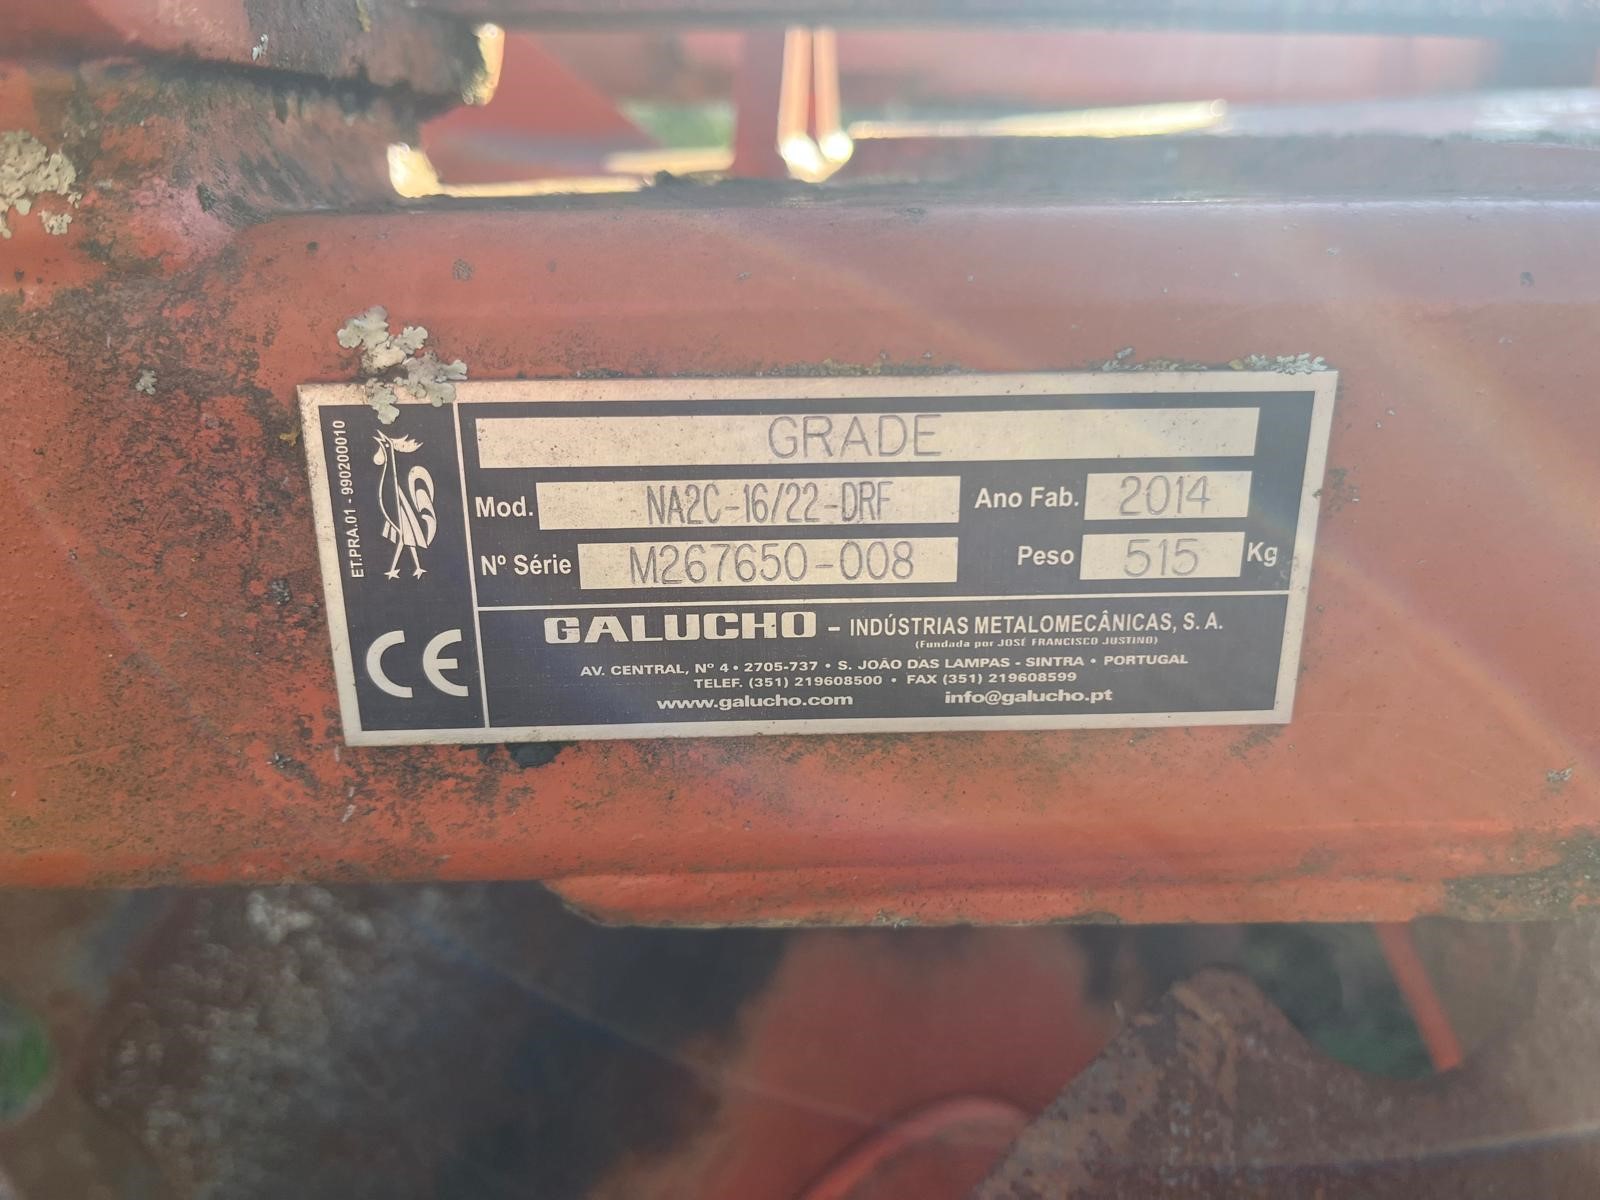 ET.PRA.01 - 990200010
GRADE
Mod. NA2C-16/22-DRF Ano Fab. 2014
Nº Série M267650-008 Peso 515 Kg
CE
GALUCHO - INDÚSTRIAS METALOMECÂNICAS, S. A.
(Fundada por JOSÉ FRANCISCO JUSTINO)
AV. CENTRAL, Nº 4 • 2705-737 • S. JOÃO DAS LAMPAS - SINTRA • PORTUGAL
TELEF. (351) 219608500 • FAX (351) 219608599
www.galucho.com info@galucho.pt